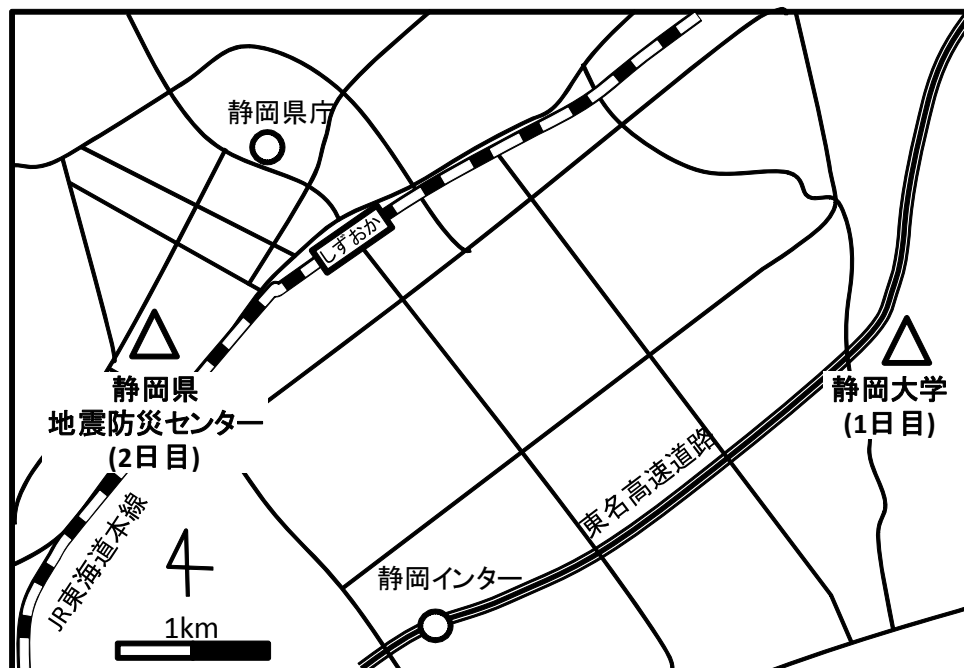 静岡県庁
しずおか
静岡県
地震防災センター
(2日目)
静岡大学
(1日目)
東名高速道路
JR東海道本線
静岡インター
1km